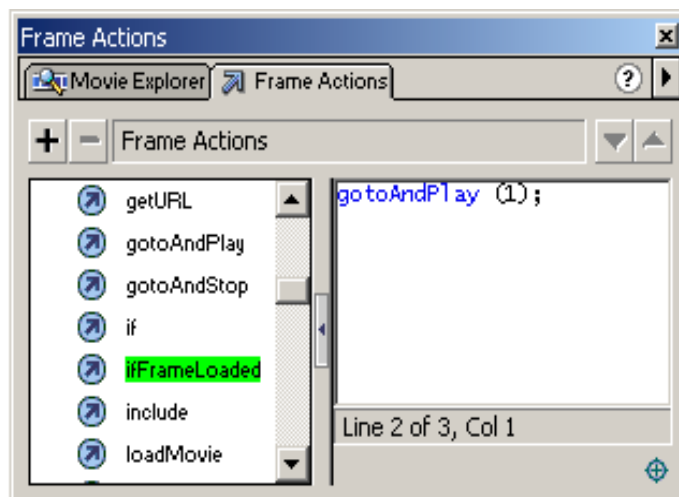 Frame Actions
Movie Explorer Frame Actions ?
+ - Frame Actions
getURL
gotoAndPlay
gotoAndStop
if
ifFrameLoaded
include
loadMovie
gotoAndPlay (1);
Line 2 of 3, Col 1